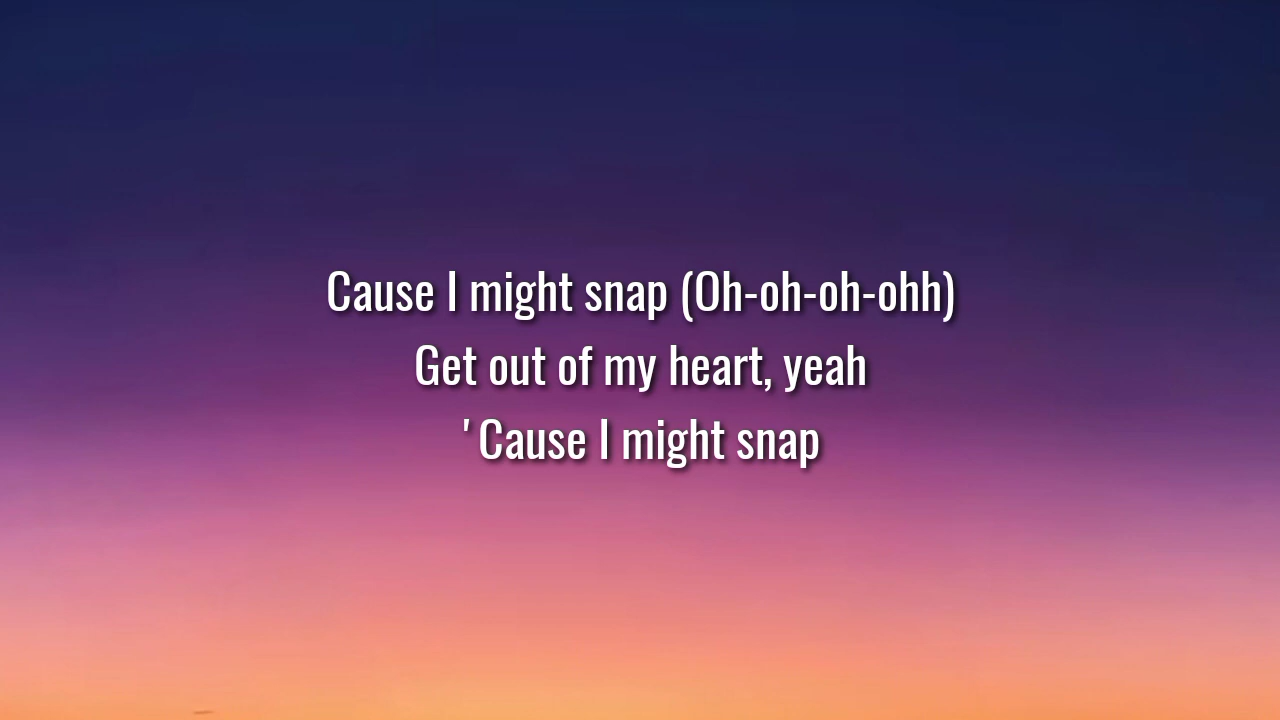 Cause I might snap (Oh-oh-oh-ohh)
Get out of my heart, yeah
'Cause I might snap